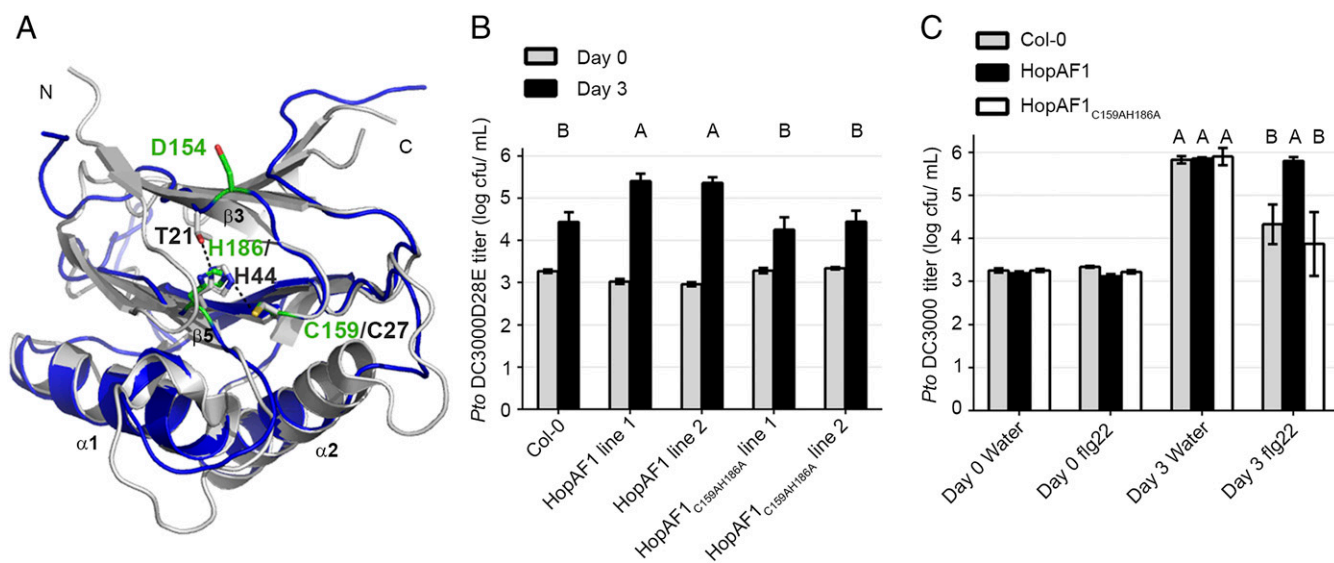 A
N
C
D154
β3
T21
H186/
H44
C159/C27
β5
α1
α2
B
Day 0
Day 3
B A A B B
Pto DC3000D28E titer (log cfu/ mL)
6
5
4
3
2
1
0
Col-0
HopAF1 line 1
HopAF1 line 2
HopAF1C159AH186A line 1
HopAF1C159AH186A line 2
C
Col-0
HopAF1
HopAF1C159AH186A
A A A B A B
Pto DC3000 titer (log cfu/ mL)
6
5
4
3
2
1
0
Day 0 Water
Day 0 flg22
Day 3 Water
Day 3 flg22